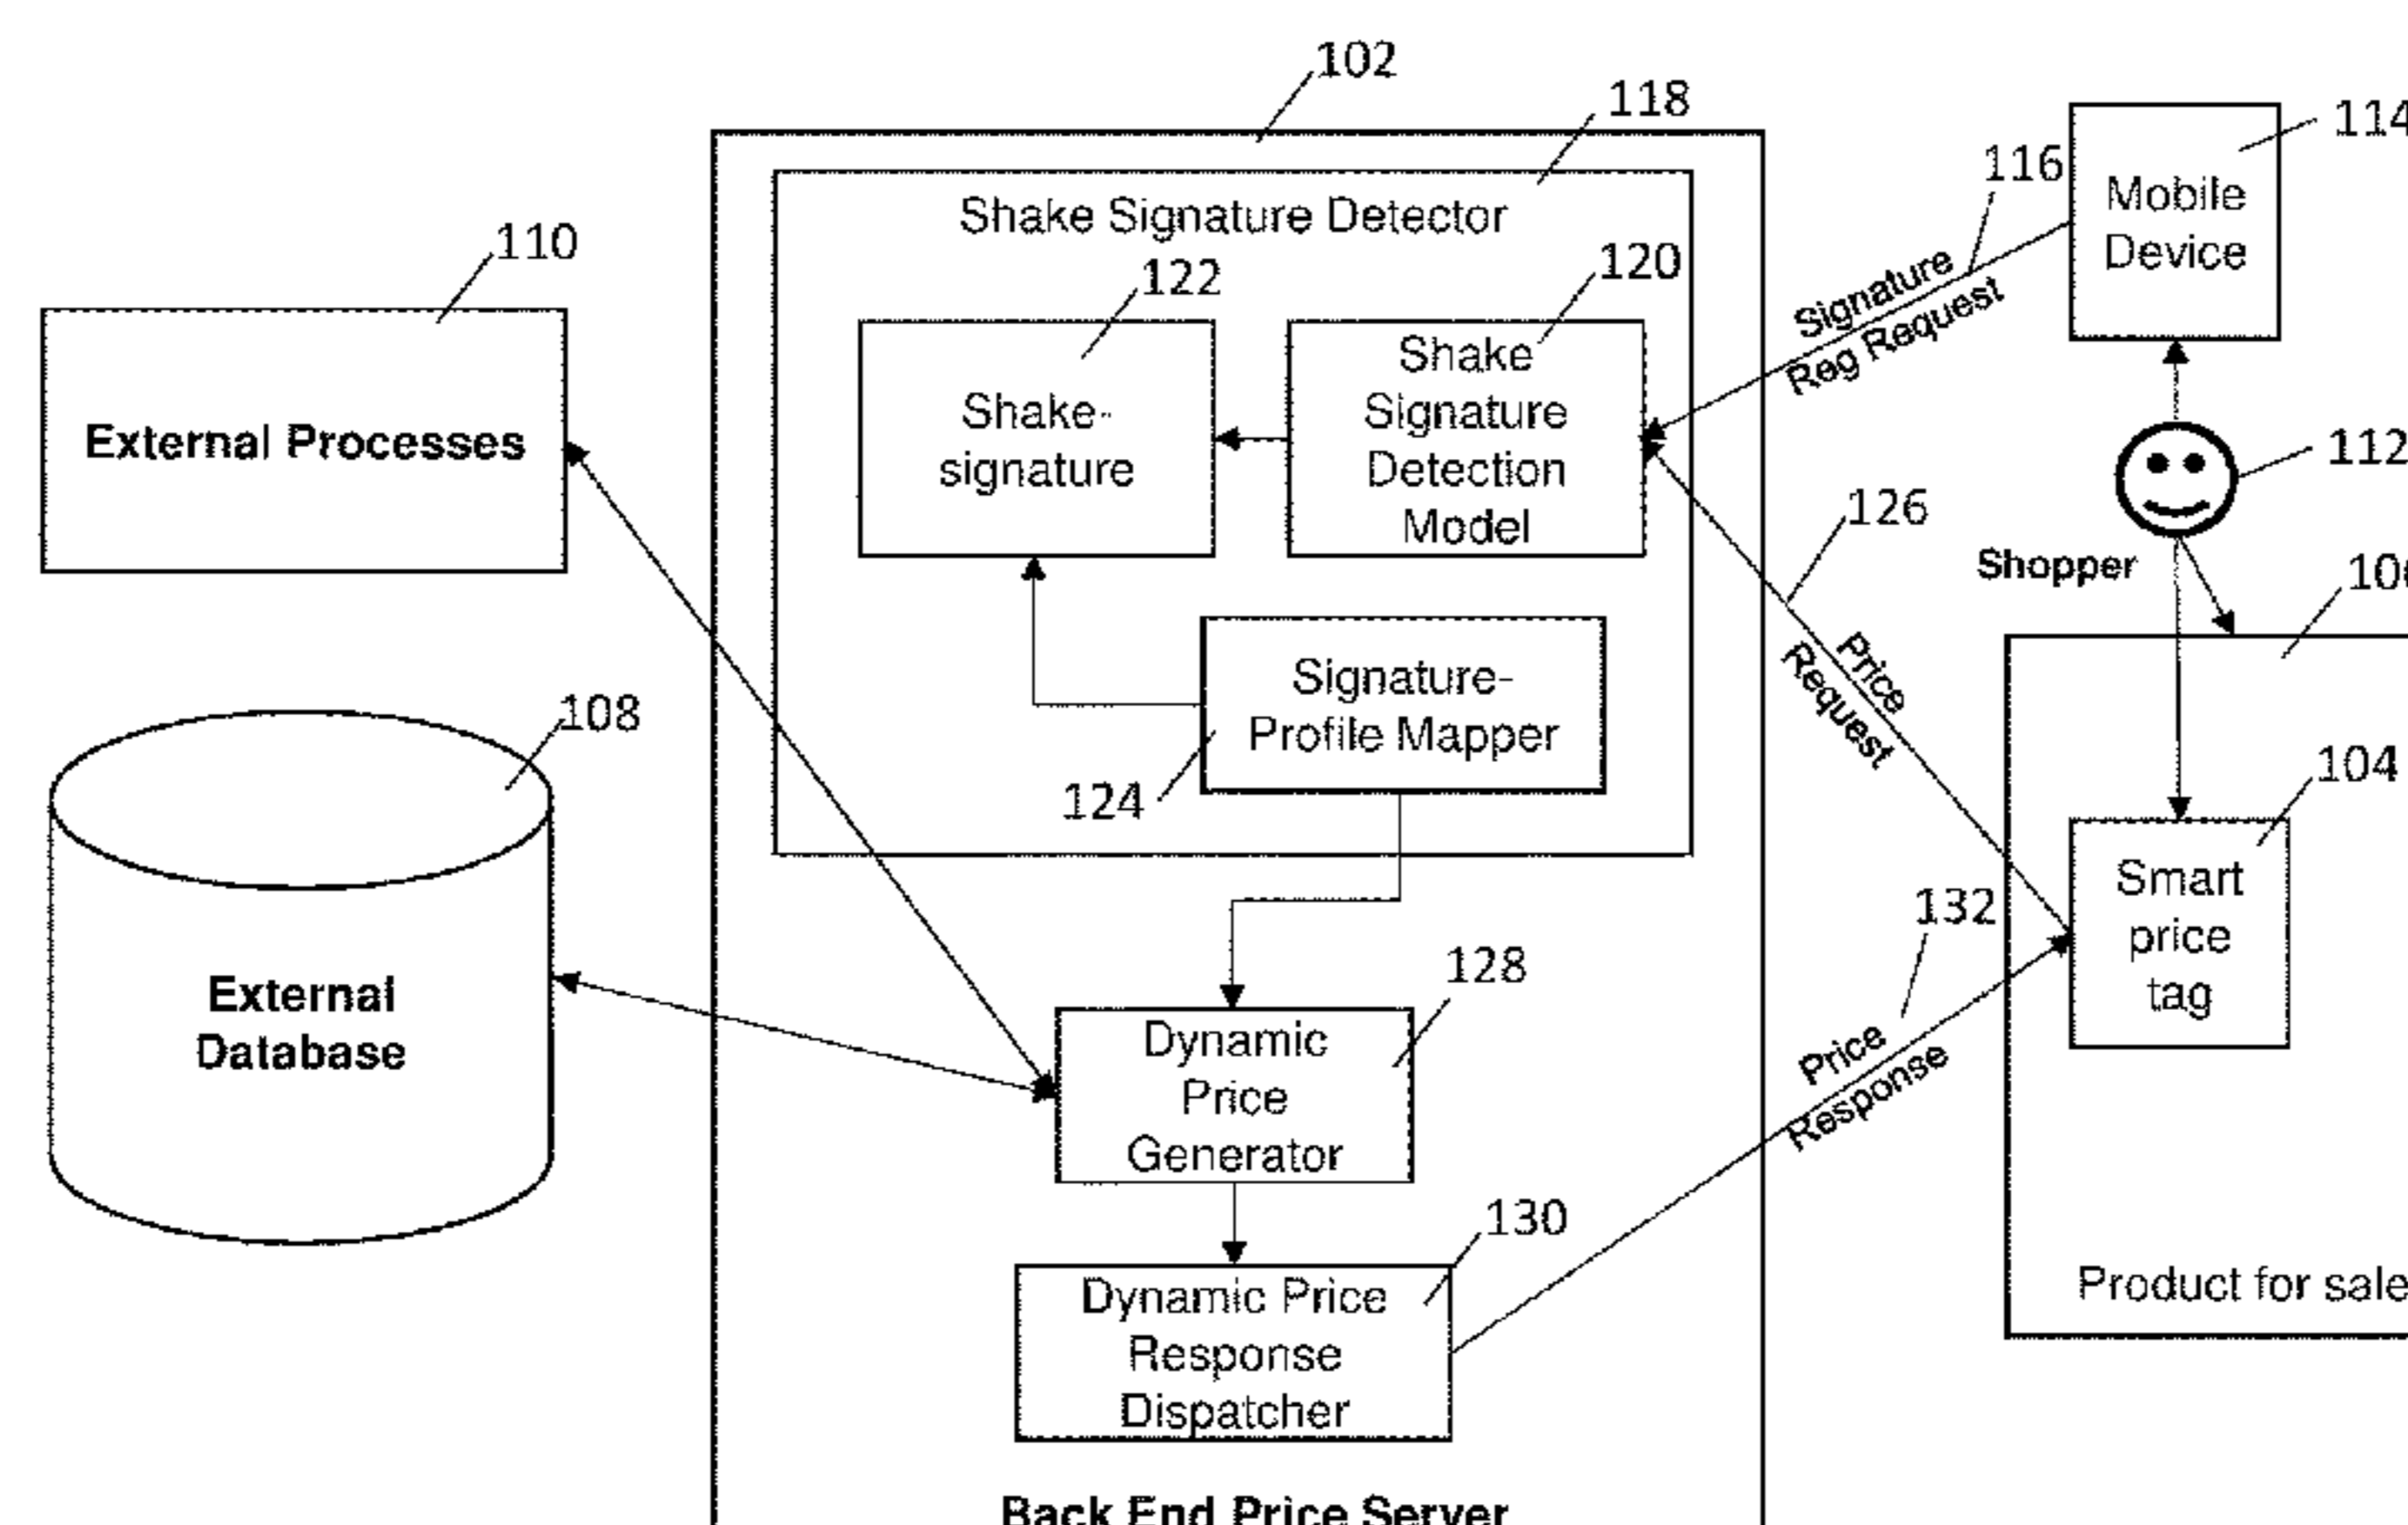 102
118
114
116
Mobile
Device
Shake Signature Detector
110
122
120
Signature
Reg Request
External Processes
Shake-
signature
Shake
Signature
Detection
Model
112
126
Shopper
Price
Request
Signature-
Profile Mapper
108
124
104
Smart
price
tag
132
External
Database
128
Dynamic
Price
Generator
Price
Response
130
Dynamic Price
Response
Dispatcher
Product for sale
Back End Price Server